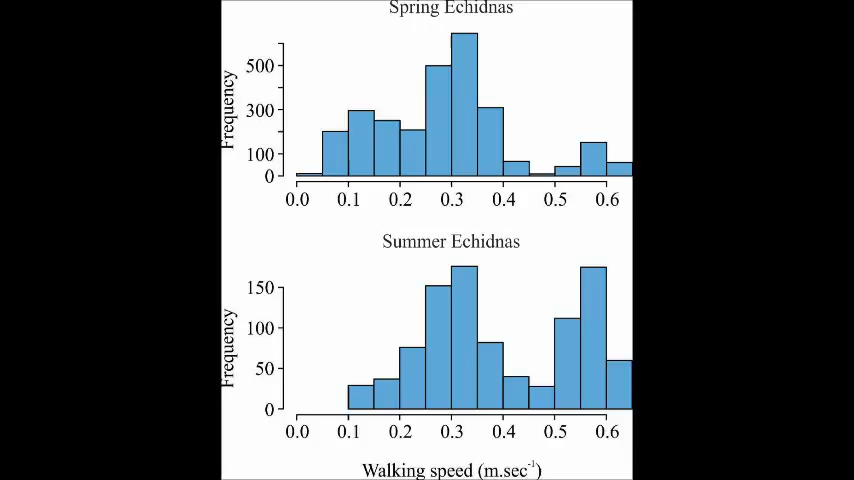 Spring Echidnas
Frequency
500
300
100
0
0.0 0.1 0.2 0.3 0.4 0.5 0.6
Summer Echidnas
Frequency
150
100
50
0
0.0 0.1 0.2 0.3 0.4 0.5 0.6
Walking speed (m.sec⁻¹)